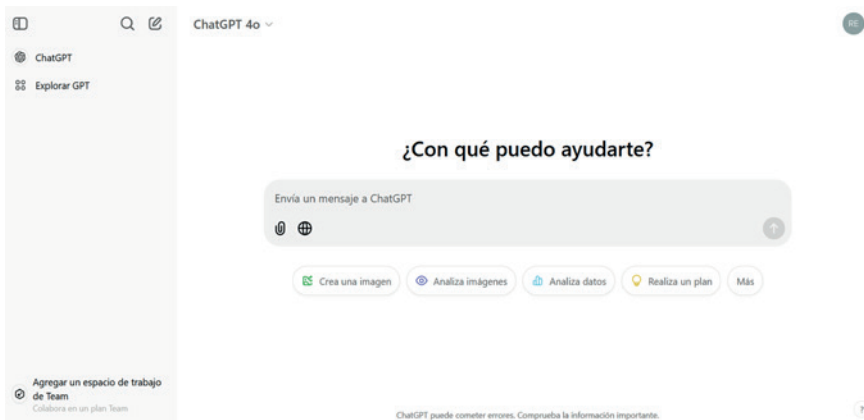 ChatGPT
Explorar GPT
Agregar un espacio de trabajo
de Team
Colabora en un plan Team
ChatGPT 4o
RE
¿Con qué puedo ayudarte?
Envía un mensaje a ChatGPT
Crea una imagen
Analiza imágenes
Analiza datos
Realiza un plan
Más
ChatGPT puede cometer errores. Comprueba la información importante.
?